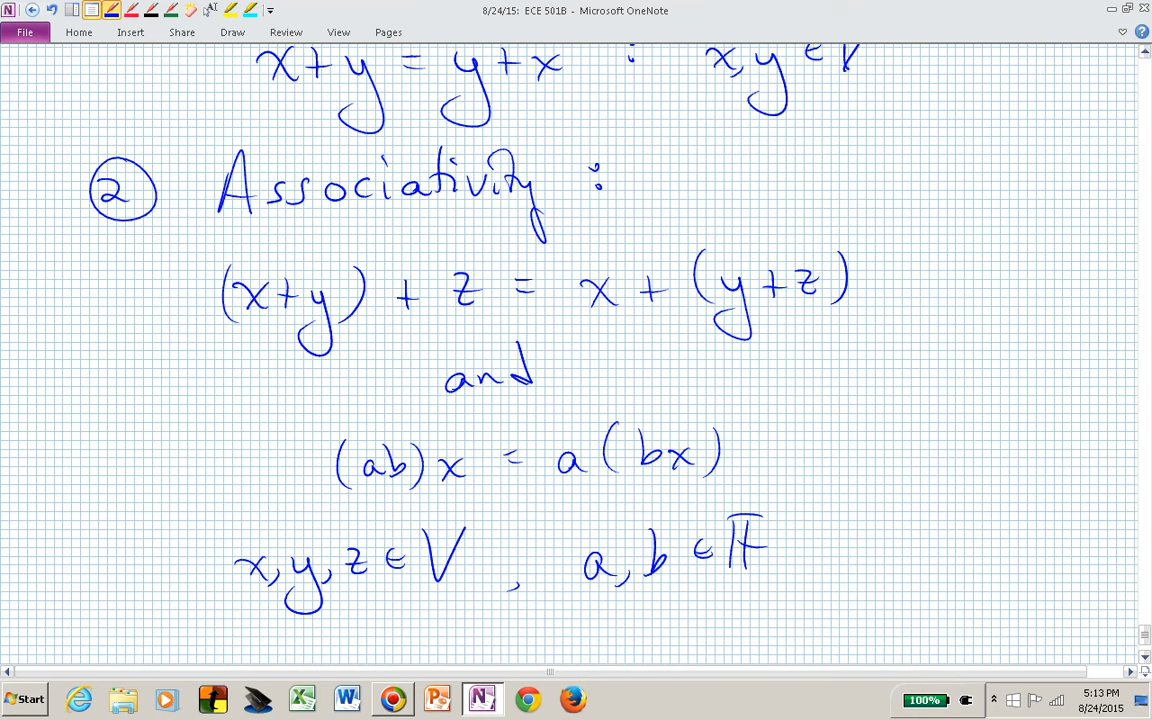 8/24/15: ECE 501B - Microsoft OneNote
File Home Insert Share Draw Review View Pages
x+y = y+x : x,y ∈ V
② Associativity :
(x+y) + z = x + (y+z)
and
(ab)x = a(bx)
x,y,z ∈ V , a,b ∈ 𝔽
Start
100%
5:13 PM
8/24/2015